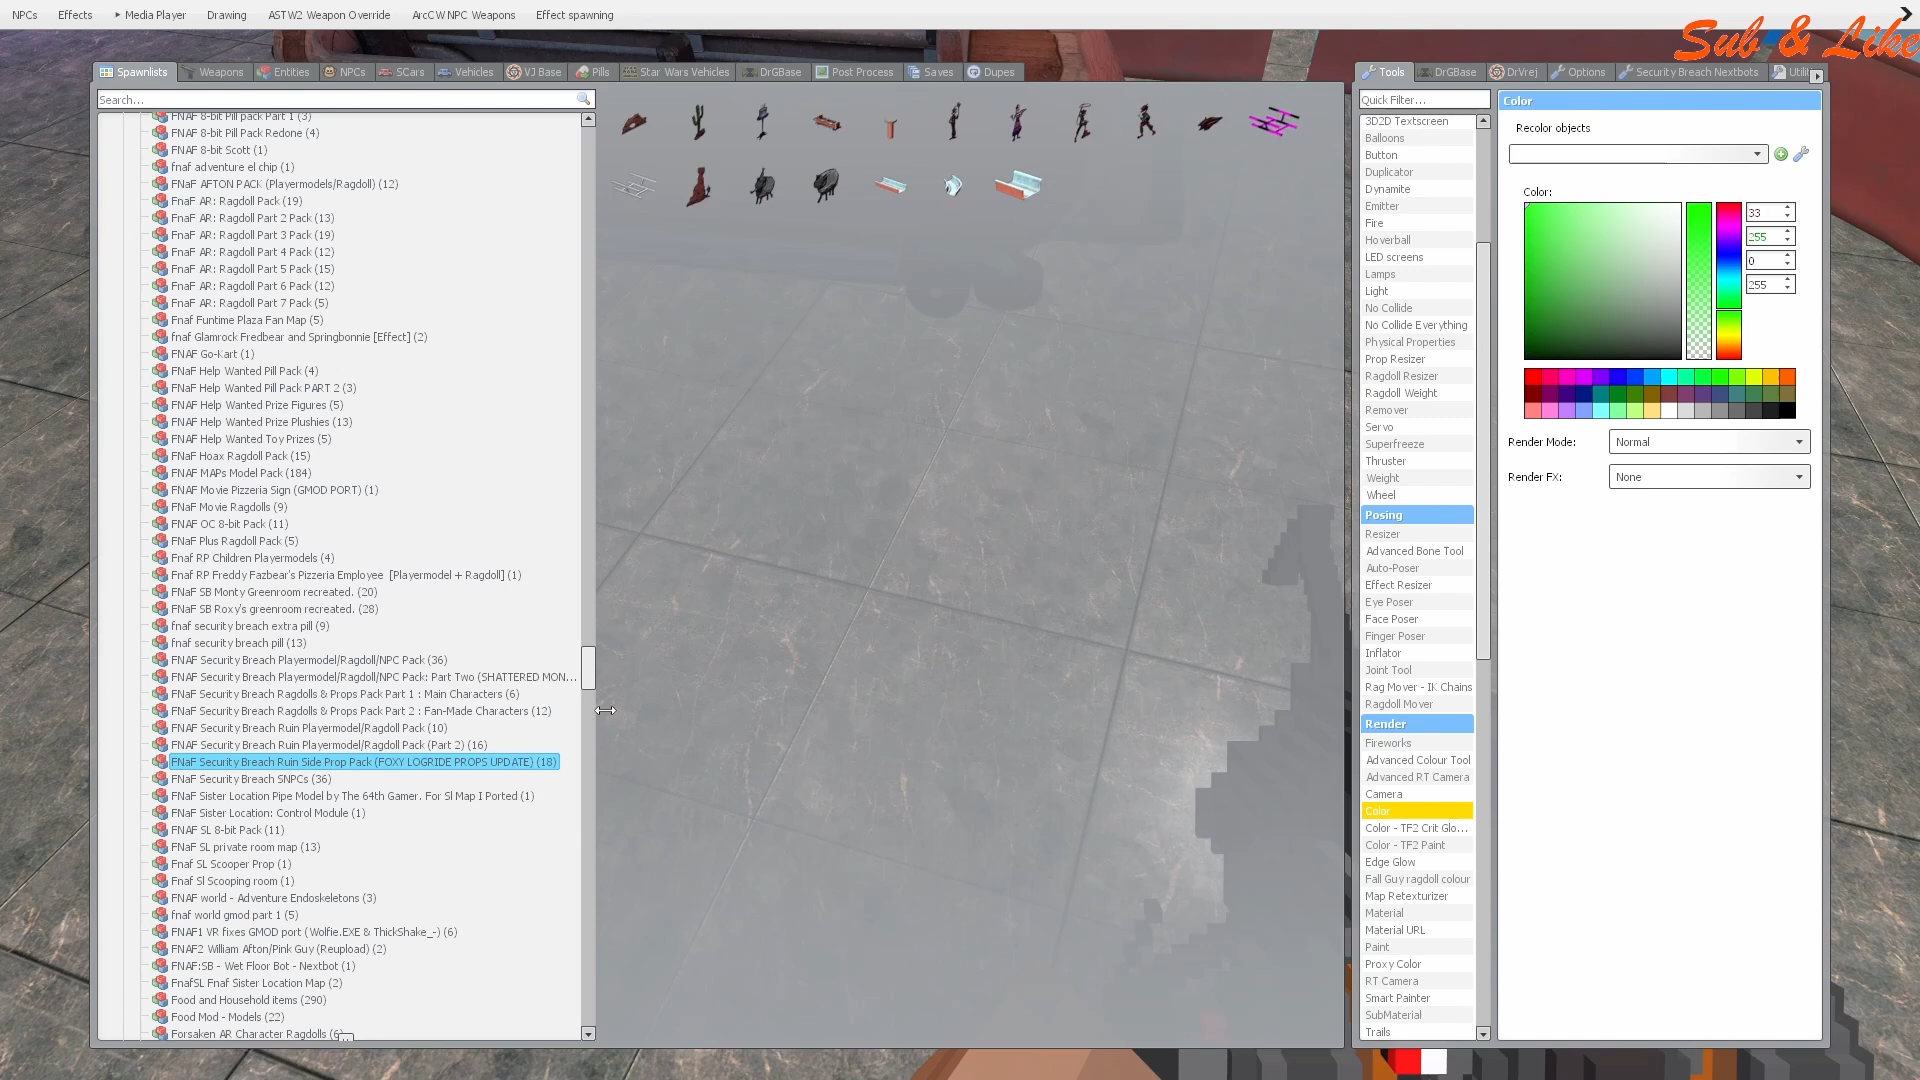 NPCs Effects Media Player Drawing ASTW2 Weapon Override ArcCW NPC Weapons Effect spawning
Sub & Like
Spawnlists Weapons Entities NPCs SCars Vehicles VJ Base Pills Star Wars Vehicles DrGBase Post Process Saves Dupes
Search...
FNAF 8-bit Pill pack Part 1 (3)
FNAF 8-bit Pill Pack Redone (4)
FNAF 8-bit Scott (1)
fnaf adventure el chip (1)
FNaF AFTON PACK (Playermodels/Ragdoll) (12)
FnaF AR: Ragdoll Pack (19)
FnaF AR: Ragdoll Part 2 Pack (13)
FnaF AR: Ragdoll Part 3 Pack (19)
FnaF AR: Ragdoll Part 4 Pack (12)
FnaF AR: Ragdoll Part 5 Pack (15)
FnaF AR: Ragdoll Part 6 Pack (12)
FnaF AR: Ragdoll Part 7 Pack (5)
Fnaf Funtime Plaza Fan Map (5)
fnaf Glamrock Fredbear and Springbonnie [Effect] (2)
FNAF Go-Kart (1)
FNAF Help Wanted Pill Pack (4)
FNAF Help Wanted Pill Pack PART 2 (3)
FNAF Help Wanted Prize Figures (5)
FNAF Help Wanted Prize Plushies (13)
FNAF Help Wanted Toy Prizes (5)
FNAF Hoax Ragdoll Pack (15)
FNAF MAPs Model Pack (184)
FNAF Movie Pizzeria Sign (GMOD PORT) (1)
FNaF Movie Ragdolls (9)
FNAF OC 8-bit Pack (11)
FNaF Plus Ragdoll Pack (5)
Fnaf RP Children Playermodels (4)
Fnaf RP Freddy Fazbear's Pizzeria Employee [Playermodel + Ragdoll] (1)
FNaF SB Monty Greenroom recreated. (20)
FNaF SB Roxy's greenroom recreated. (28)
fnaf security breach extra pill (9)
fnaf security breach pill (13)
FNAF Security Breach Playermodel/Ragdoll/NPC Pack (36)
FNAF Security Breach Playermodel/Ragdoll/NPC Pack: Part Two (SHATTERED MON...
FNAF Security Breach Ragdolls & Props Pack Part 1 : Main Characters (6)
FNAF Security Breach Ragdolls & Props Pack Part 2 : Fan-Made Characters (12)
FNAF Security Breach Ruin Playermodel/Ragdoll Pack (10)
FNAF Security Breach Ruin Playermodel/Ragdoll Pack (Part 2) (16)
FNaF Security Breach Ruin Side Prop Pack (FOXY LOGRIDE PROPS UPDATE) (18)
FNAF Security Breach SNPCs (36)
FNaF Sister Location Pipe Model by The 64th Gamer. For Sl Map I Ported (1)
FNaF Sister Location: Control Module (1)
FNAF SL 8-bit Pack (11)
FNaF SL private room map (13)
Fnaf SL Scooper Prop (1)
Fnaf Sl Scooping room (1)
FNAF world - Adventure Endoskeletons (3)
fnaf world gmod part 1 (5)
FNAF1 VR fixes GMOD port (Wolfie.EXE & ThickShake_-) (6)
FNAF2 William Afton/Pink Guy (Reupload) (2)
FNAF:SB - Wet Floor Bot - Nextbot (1)
FnafSL Fnaf Sister Location Map (2)
Food and Household items (290)
Food Mod - Models (22)
Forsaken AR Character Ragdolls (6)
Tools DrGBase DrVrej Options Security Breach Nextbots
Quick Filter...
3D2D Textscreen
Balloons
Button
Duplicator
Dynamite
Emitter
Fire
Hoverball
LED screens
Lamps
Light
No Collide
No Collide Everything
Physical Properties
Prop Resizer
Ragdoll Resizer
Ragdoll Weight
Remover
Servo
Superfreeze
Thruster
Weight
Wheel
Posing
Resizer
Advanced Bone Tool
Auto-Poser
Effect Resizer
Eye Poser
Face Poser
Finger Poser
Inflator
Joint Tool
Rag Mover - IK Chains
Ragdoll Mover
Render
Fireworks
Advanced Colour Tool
Advanced RT Camera
Camera
Color
Color - TF2 Crit Glo...
Color - TF2 Paint
Edge Glow
Fall Guy ragdoll colour
Map Retexturizer
Material
Material URL
Paint
Proxy Color
RT Camera
Smart Painter
SubMaterial
Trails
Color
Recolor objects
Color:
33
255
0
255
Render Mode: Normal
Render FX: None